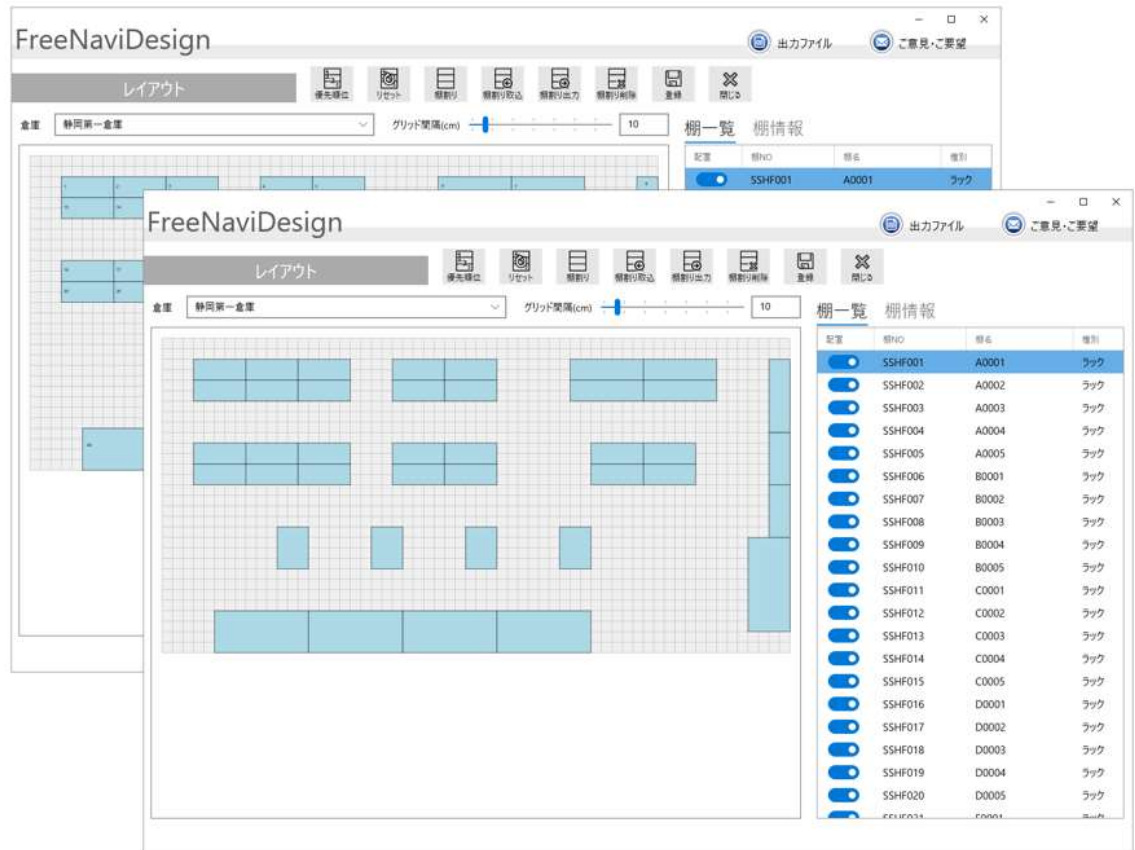 FreeNaviDesign
出力ファイル ご意見・ご要望
レイアウト
優先順位 リセット 棚割り 棚割り取込 棚割り出力 棚割り削除 登録 閉じる
倉庫 静岡第一倉庫 グリッド間隔(cm) 10
棚一覧 棚情報
配置 棚NO 棚名 種別
SSHF001 A0001 ラック
FreeNaviDesign
出力ファイル ご意見・ご要望
レイアウト
優先順位 リセット 棚割り 棚割り取込 棚割り出力 棚割り削除 登録 閉じる
倉庫 静岡第一倉庫 グリッド間隔(cm) 10
棚一覧 棚情報
配置 棚NO 棚名 種別
SSHF001 A0001 ラック
SSHF002 A0002 ラック
SSHF003 A0003 ラック
SSHF004 A0004 ラック
SSHF005 A0005 ラック
SSHF006 B0001 ラック
SSHF007 B0002 ラック
SSHF008 B0003 ラック
SSHF009 B0004 ラック
SSHF010 B0005 ラック
SSHF011 C0001 ラック
SSHF012 C0002 ラック
SSHF013 C0003 ラック
SSHF014 C0004 ラック
SSHF015 C0005 ラック
SSHF016 D0001 ラック
SSHF017 D0002 ラック
SSHF018 D0003 ラック
SSHF019 D0004 ラック
SSHF020 D0005 ラック